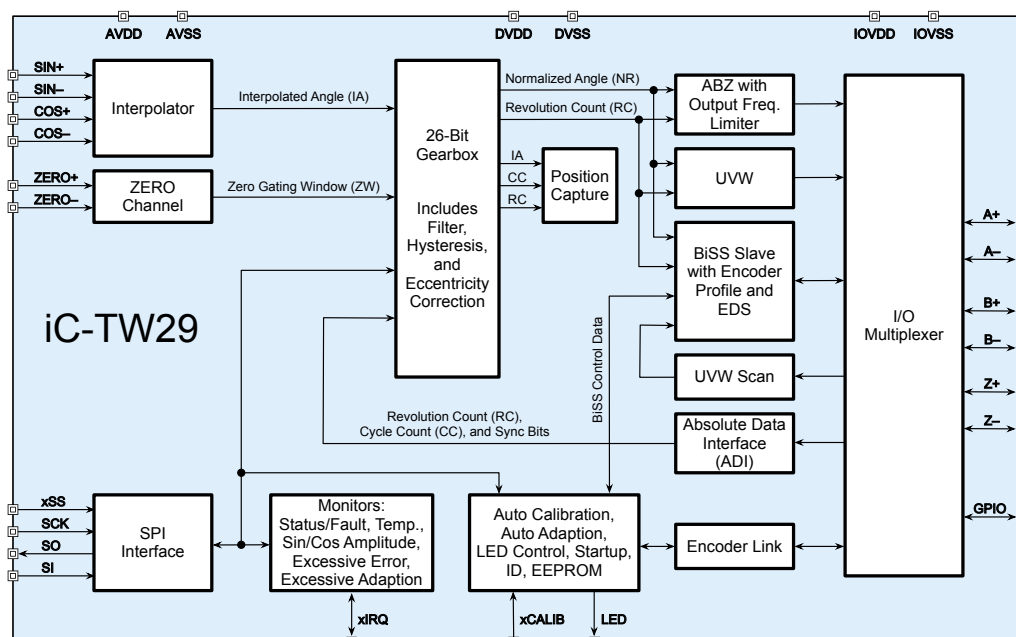 AVDD
AVSS
DVDD
DVSS
IOVDD
IOVSS
SIN+
SIN–
COS+
COS–
Interpolator
Interpolated Angle (IA)
ZERO+
ZERO–
ZERO
Channel
Zero Gating Window (ZW)
26-Bit
Gearbox
Includes
Filter,
Hysteresis,
and
Eccentricity
Correction
Normalized Angle (NR)
Revolution Count (RC)
IA
CC
RC
Position
Capture
ABZ with
Output Freq.
Limiter
UVW
BiSS Slave
with Encoder
Profile and
EDS
UVW Scan
Absolute Data
Interface
(ADI)
I/O
Multiplexer
A+
A–
B+
B–
Z+
Z–
GPIO
iC-TW29
BiSS Control Data
Revolution Count (RC),
Cycle Count (CC), and Sync Bits
xSS
SCK
SO
SI
SPI
Interface
Monitors:
Status/Fault, Temp.,
Sin/Cos Amplitude,
Excessive Error,
Excessive Adaption
Auto Calibration,
Auto Adaption,
LED Control, Startup,
ID, EEPROM
Encoder Link
xIRQ
xCALIB
LED